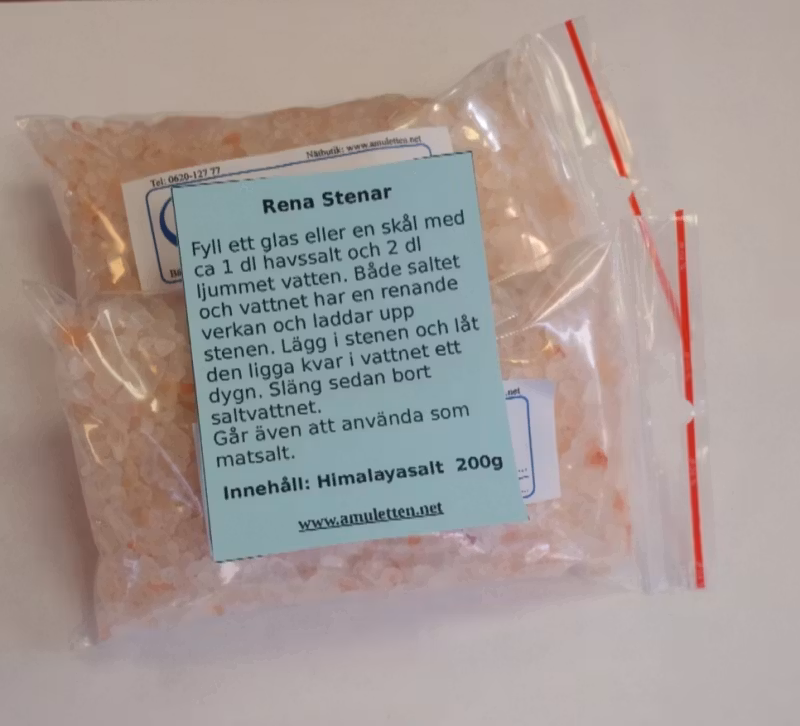 Tel: 0620-127 77
Nätbutik: www.amuletten.net
Rena Stenar
Fyll ett glas eller en skål med
ca 1 dl havssalt och 2 dl
ljummet vatten. Både saltet
och vattnet har en renande
verkan och laddar upp
stenen. Lägg i stenen och låt
den ligga kvar i vattnet ett
dygn. Släng sedan bort
saltvattnet.
Går även att använda som
matsalt.
Innehåll: Himalayasalt 200g
www.amuletten.net
.net